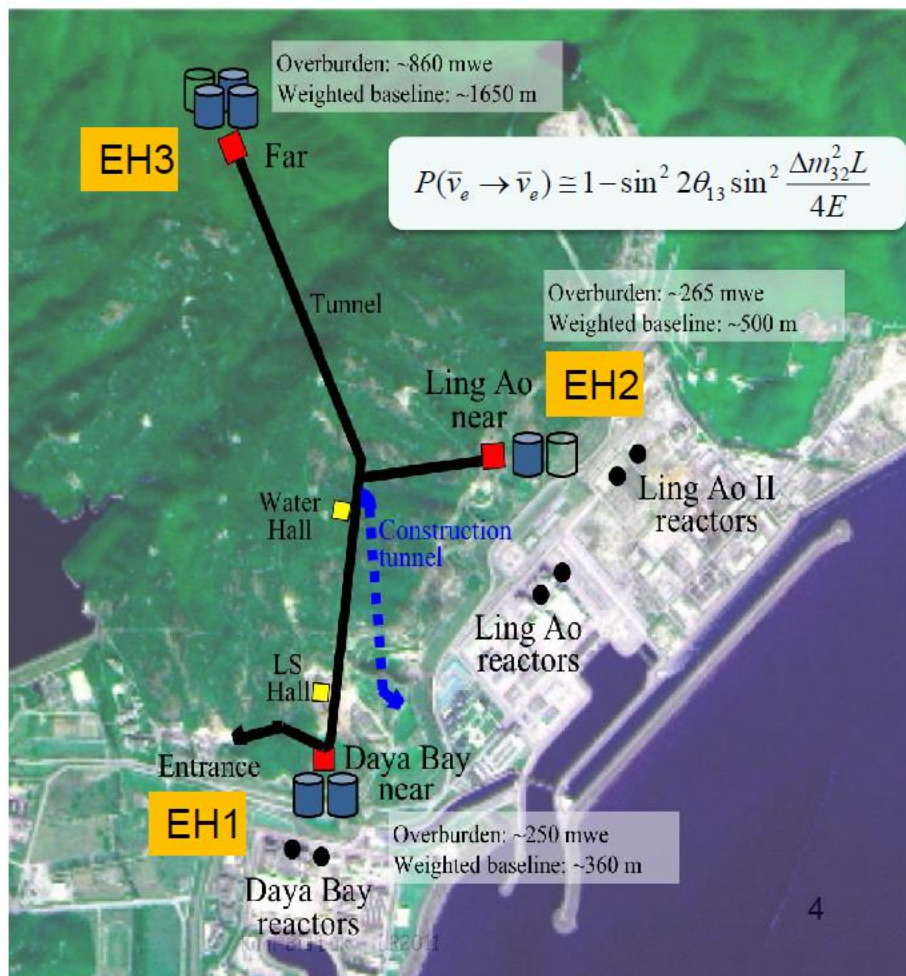 Overburden: ~860 mwe
Weighted baseline: ~1650 m
EH3
Far
P(ν̄ₑ → ν̄ₑ) ≅ 1 − sin² 2θ₁₃ sin² Δm²₃₂L / 4E
Tunnel
Overburden: ~265 mwe
Weighted baseline: ~500 m
Ling Ao
near
EH2
Water
Hall
Construction
tunnel
Ling Ao II
reactors
Ling Ao
reactors
LS
Hall
Entrance
Daya Bay
near
EH1
Overburden: ~250 mwe
Weighted baseline: ~360 m
Daya Bay
reactors
4